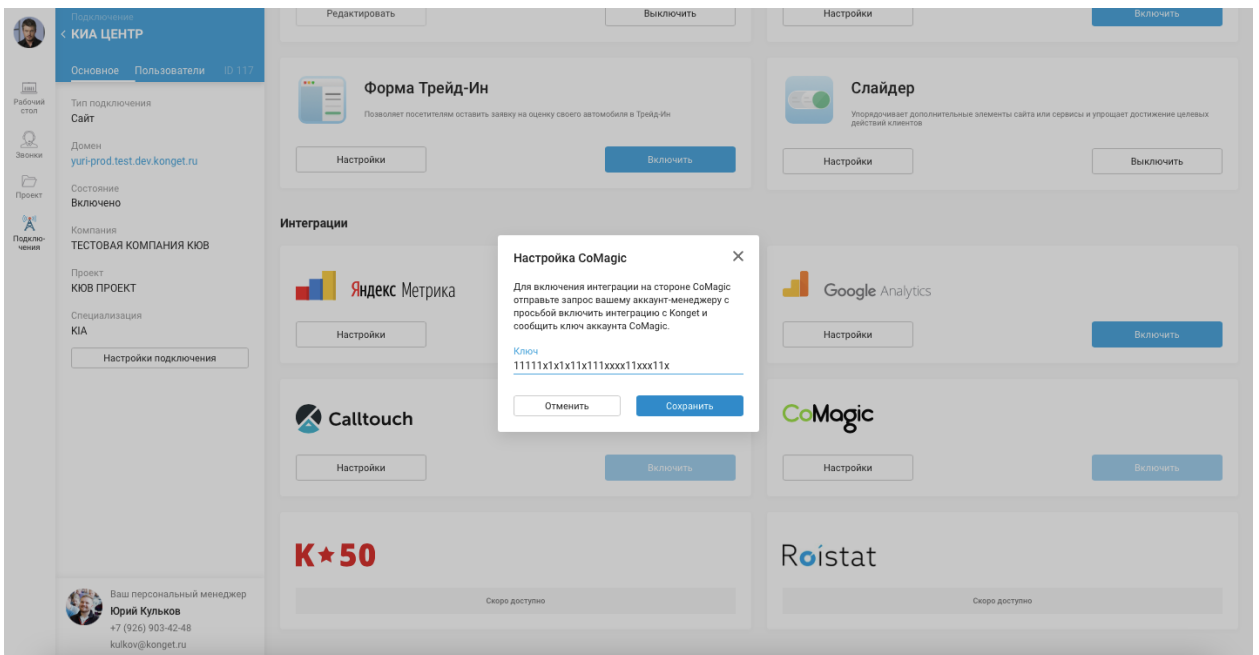 Подключение
< КИА ЦЕНТР
Основное Пользователи ID 117
Рабочий
стол
Звонки
Проект
Подклю-
чения
Тип подключения
Сайт
Домен
yuri-prod.test.dev.konget.ru
Состояние
Включено
Компания
ТЕСТОВАЯ КОМПАНИЯ КЮВ
Проект
КЮВ ПРОЕКТ
Специализация
KIA
Настройки подключения
Ваш персональный менеджер
Юрий Кульков
+7 (926) 903-42-48
kulkov@konget.ru
Редактировать Выключить
Настройки Включить
Форма Трейд-Ин
Позволяет посетителям оставить заявку на оценку своего автомобиля в Трейд-Ин
Настройки Включить
Слайдер
Упорядочивает дополнительные элементы сайта или сервисы и упрощает достижение целевых
действий клиентов
Настройки Выключить
Интеграции
Яндекс Метрика
Настройки
Google Analytics
Настройки Включить
Настройка CoMagic
Для включения интеграции на стороне CoMagic
отправьте запрос вашему аккаунт-менеджеру с
просьбой включить интеграцию с Konget и
сообщить ключ аккаунта CoMagic.
Ключ
11111x1x1x11x111xxxx11xxx11x
Отменить Сохранить
Calltouch
Настройки Включить
CoMagic
Настройки Включить
K★50
Скоро доступно
Roistat
Скоро доступно